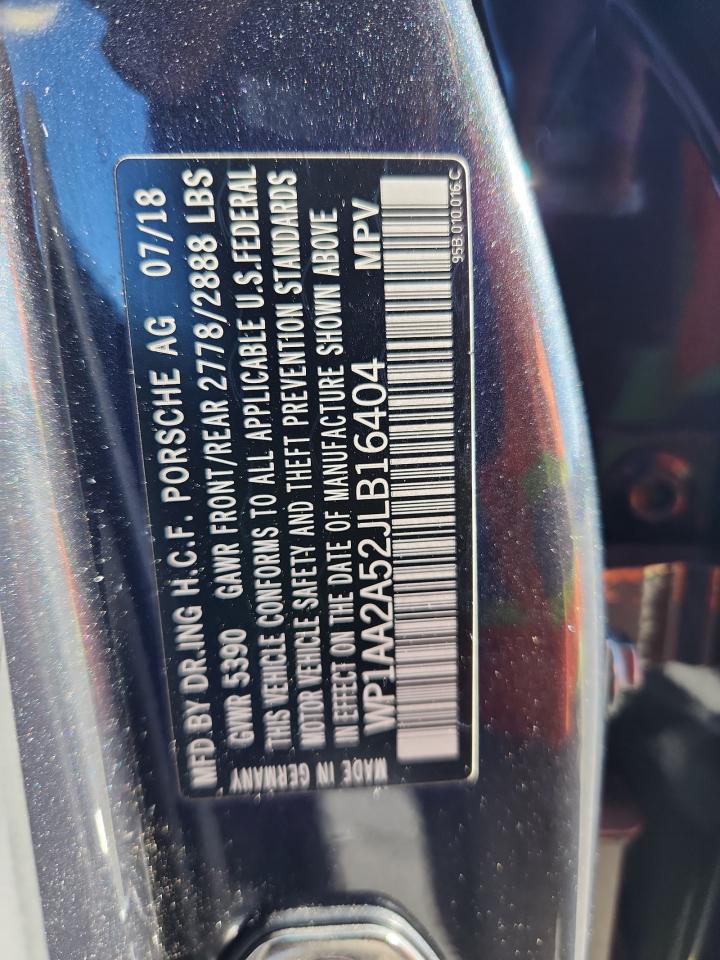 MFD BY DR.ING H.C.F. PORSCHE AG 07/18
GVWR 5390 GAWR FRONT/REAR 2778/2888 LBS
THIS VEHICLE CONFORMS TO ALL APPLICABLE U.S.FEDERAL
MOTOR VEHICLE SAFETY AND THEFT PREVENTION STANDARDS
IN EFFECT ON THE DATE OF MANUFACTURE SHOWN ABOVE
WP1AA2A52JLB16404 MPV
MADE IN GERMANY
95B.010.016.C